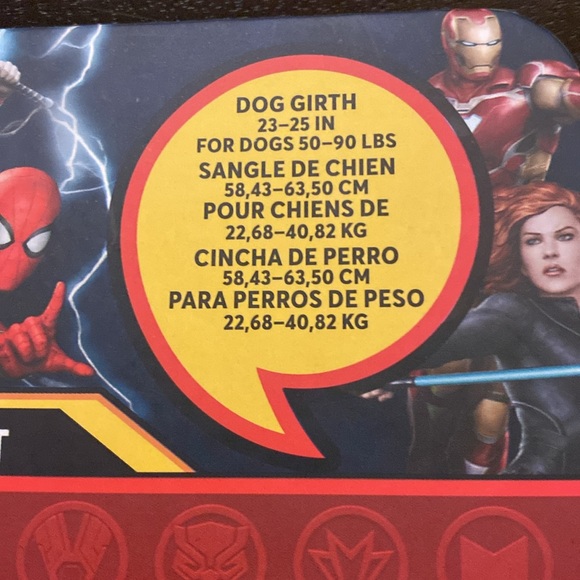 DOG GIRTH
23–25 IN
FOR DOGS 50–90 LBS
SANGLE DE CHIEN
58,43–63,50 CM
POUR CHIENS DE
22,68–40,82 KG
CINCHA DE PERRO
58,43–63,50 CM
PARA PERROS DE PESO
22,68–40,82 KG